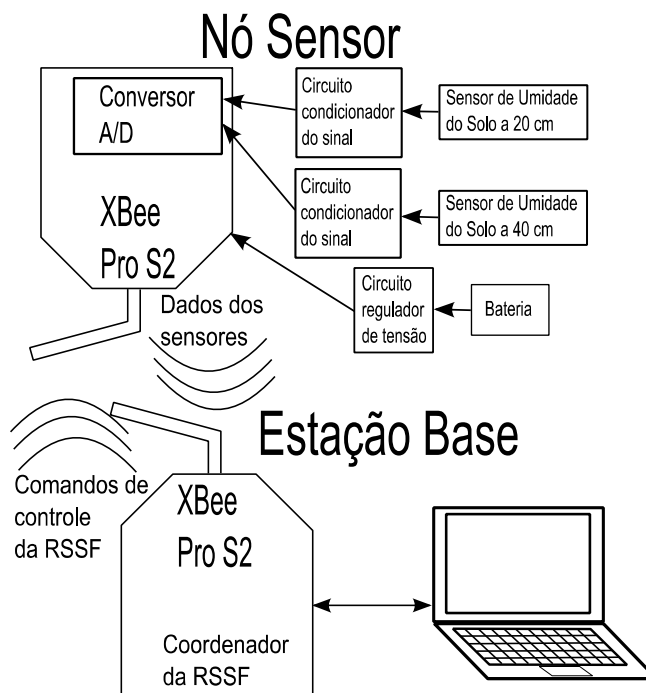 Nó Sensor
Conversor
A/D
Circuito
condicionador
do sinal
Sensor de Umidade
do Solo a 20 cm
XBee
Pro S2
Circuito
condicionador
do sinal
Sensor de Umidade
do Solo a 40 cm
Circuito
regulador
de tensão
Bateria
Dados dos
sensores
Estação Base
Comandos de
controle
da RSSF
XBee
Pro S2
Coordenador
da RSSF